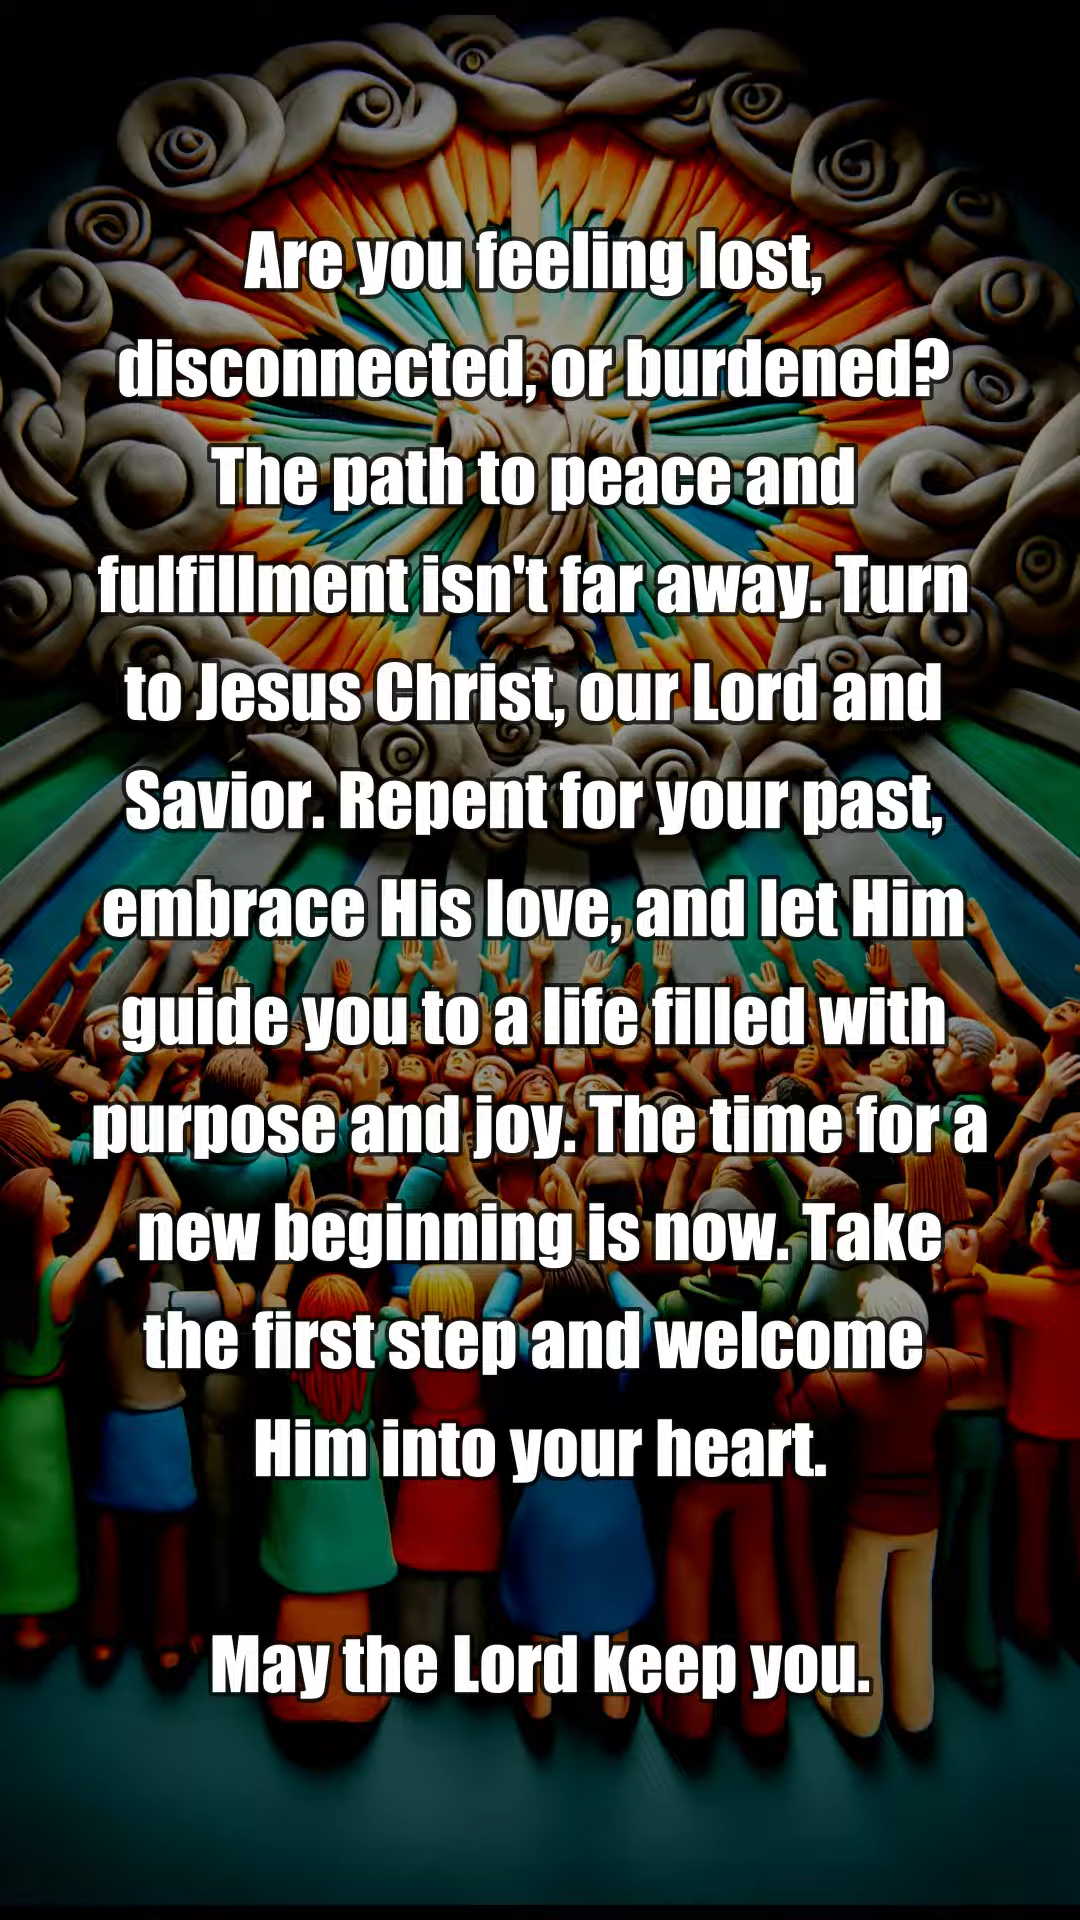 Are you feeling lost,
disconnected, or burdened?
The path to peace and
fulfillment isn't far away. Turn
to Jesus Christ, our Lord and
Savior. Repent for your past,
embrace His love, and let Him
guide you to a life filled with
purpose and joy. The time for a
new beginning is now. Take
the first step and welcome
Him into your heart.
May the Lord keep you.